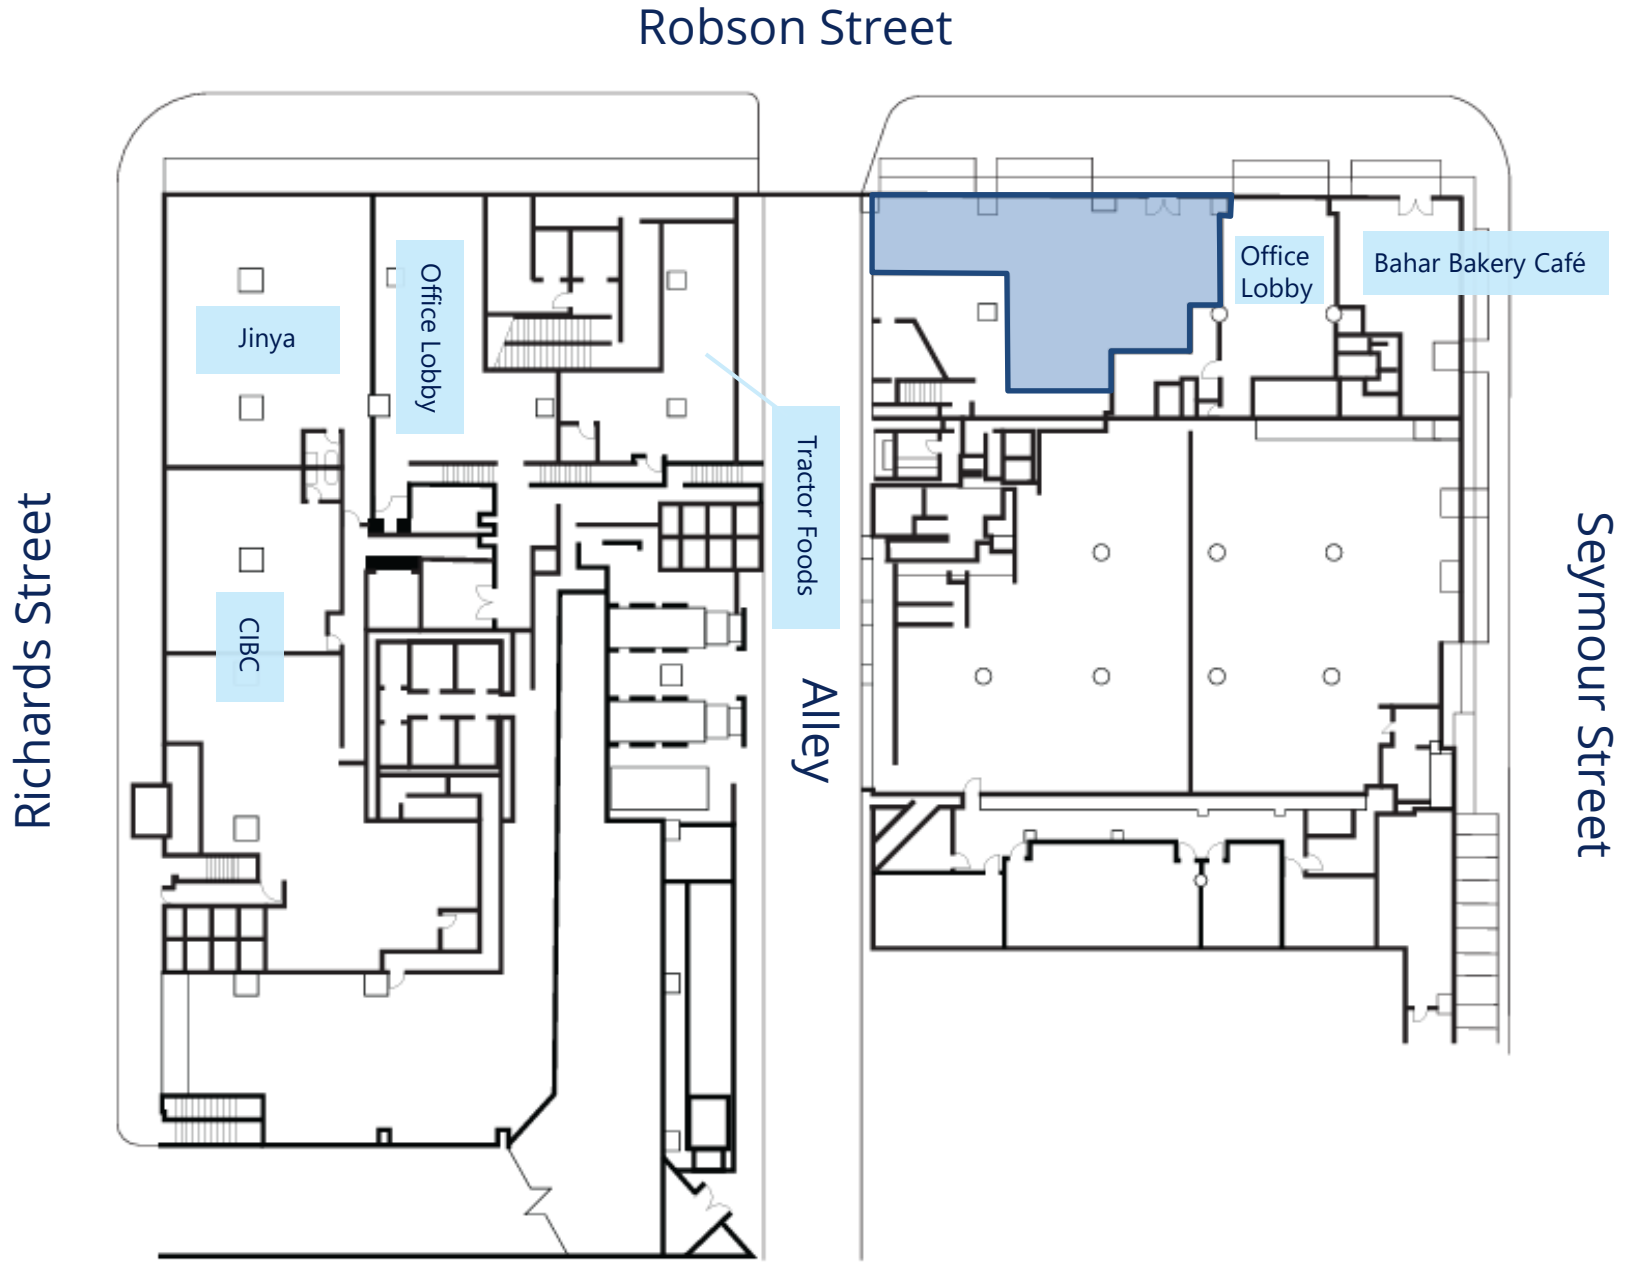 Robson Street
Jinya
Office Lobby
Office
Lobby
Bahar Bakery Café
Tractor Foods
Richards Street
CIBC
Alley
Seymour Street